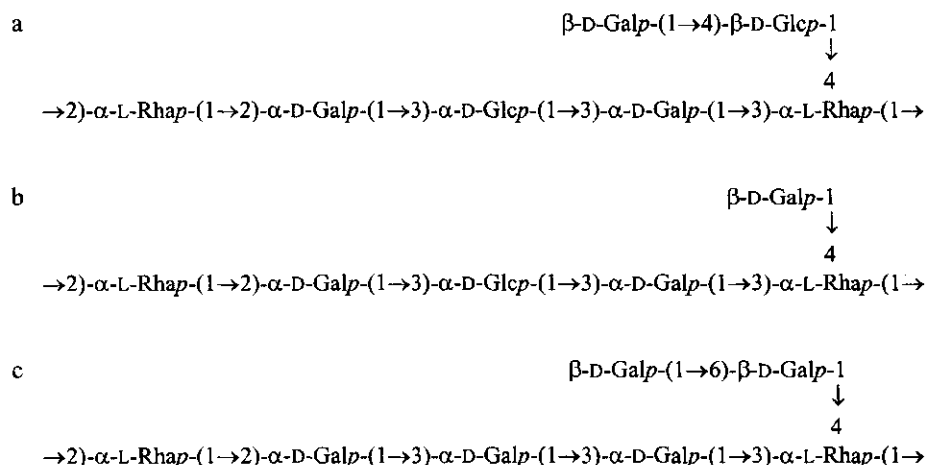 a
β-D-Galp-(1→4)-β-D-Glcp-1
↓
4
→2)-α-L-Rhap-(1→2)-α-D-Galp-(1→3)-α-D-Glcp-(1→3)-α-D-Galp-(1→3)-α-L-Rhap-(1→
b
β-D-Galp-1
↓
4
→2)-α-L-Rhap-(1→2)-α-D-Galp-(1→3)-α-D-Glcp-(1→3)-α-D-Galp-(1→3)-α-L-Rhap-(1→
c
β-D-Galp-(1→6)-β-D-Galp-1
↓
4
→2)-α-L-Rhap-(1→2)-α-D-Galp-(1→3)-α-D-Galp-(1→3)-α-D-Galp-(1→3)-α-L-Rhap-(1→